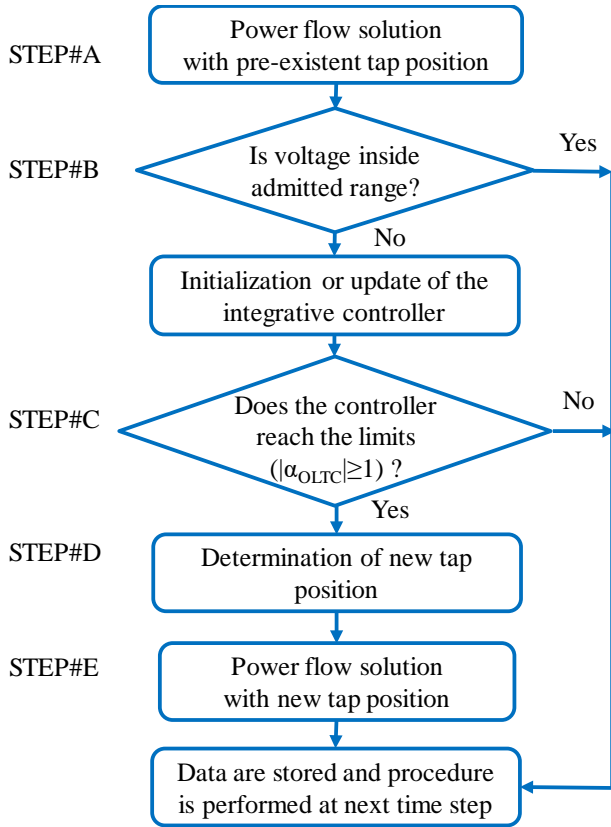 STEP#A
Power flow solution
with pre-existent tap position
STEP#B
Is voltage inside
admitted range?
Yes
No
Initialization or update of the
integrative controller
STEP#C
Does the controller
reach the limits
(|αOLTC|≥1) ?
No
Yes
STEP#D
Determination of new tap
position
STEP#E
Power flow solution
with new tap position
Data are stored and procedure
is performed at next time step